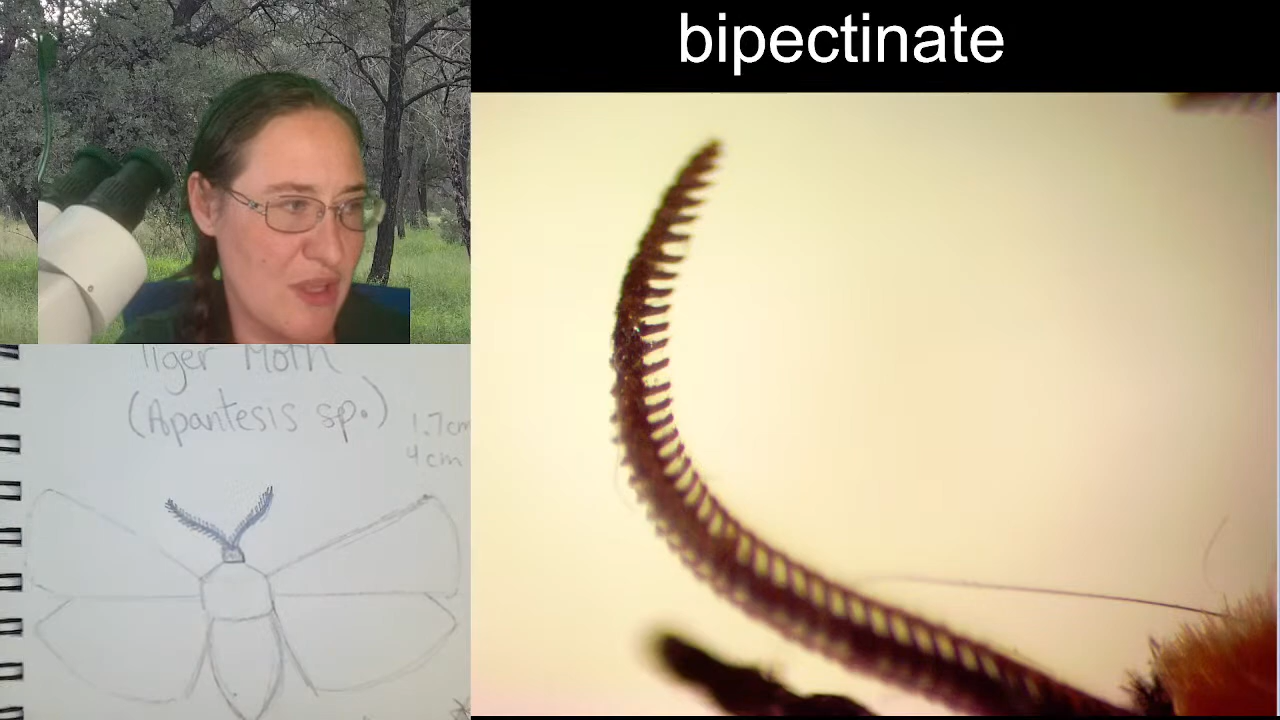 bipectinate
Tiger Moth
(Apantesis sp.)
1.7cm
4cm